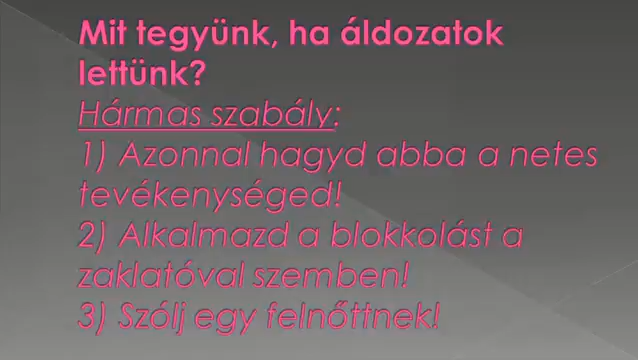 Mit tegyünk, ha áldozatok
lettünk?
Hármas szabály:
1) Azonnal hagyd abba a netes
tevékenységed!
2) Alkalmazd a blokkolást a
zaklatóval szemben!
3) Szólj egy felnőttnek!